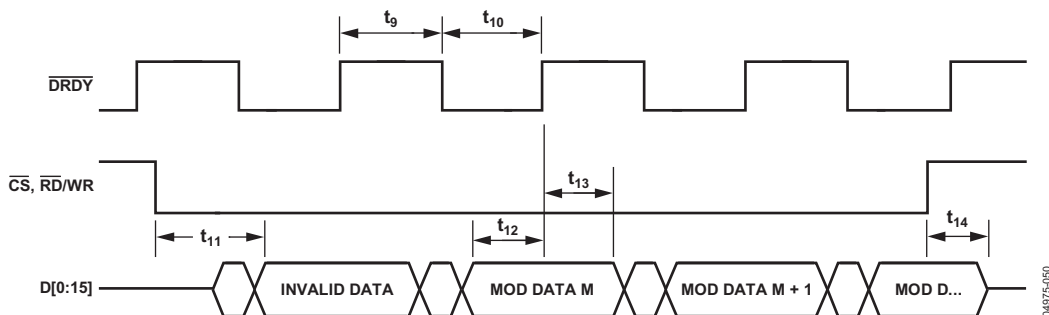 t9
t10
DRDY
CS, RD/WR
t13
t11
t12
t14
D[0:15]
INVALID DATA
MOD DATA M
MOD DATA M + 1
MOD D...
04975-050